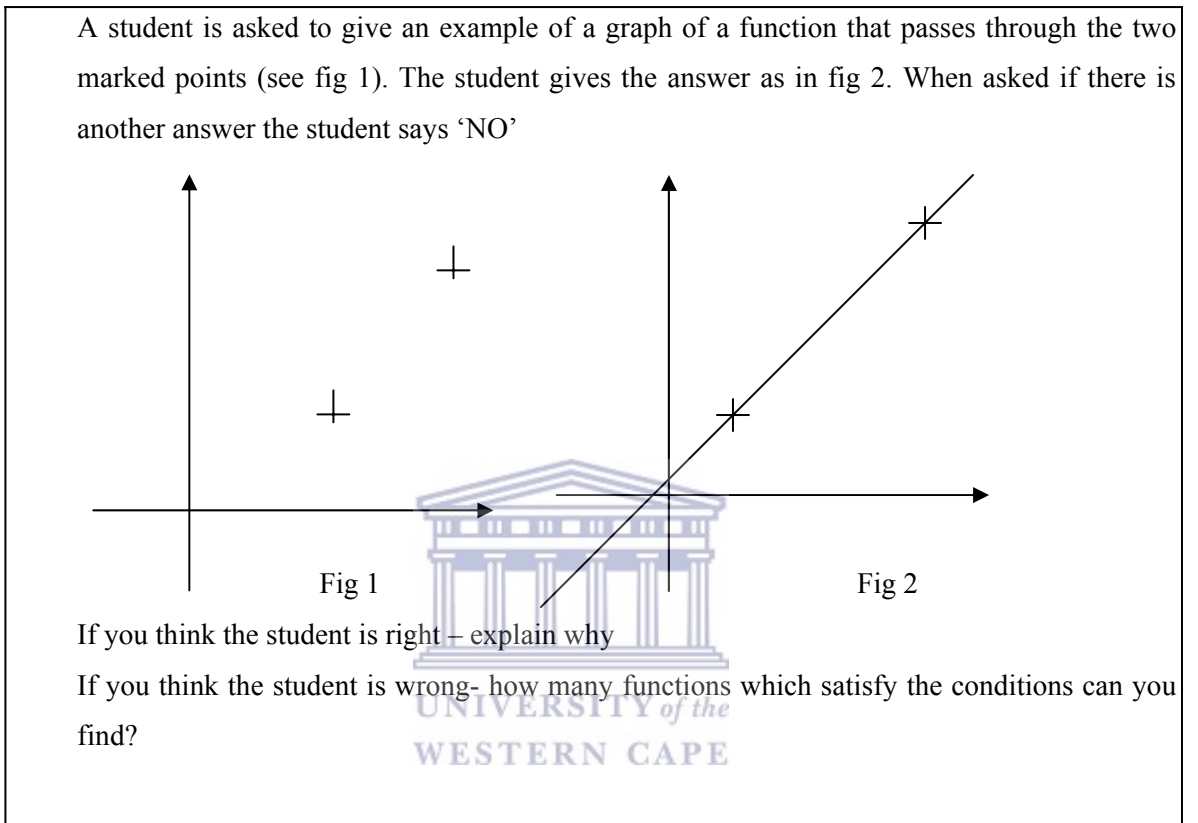 A student is asked to give an example of a graph of a function that passes through the two
marked points (see fig 1). The student gives the answer as in fig 2. When asked if there is
another answer the student says ‘NO’
Fig 1
Fig 2
If you think the student is right – explain why
If you think the student is wrong- how many functions which satisfy the conditions can you
find?
UNIVERSITY of the
WESTERN CAPE